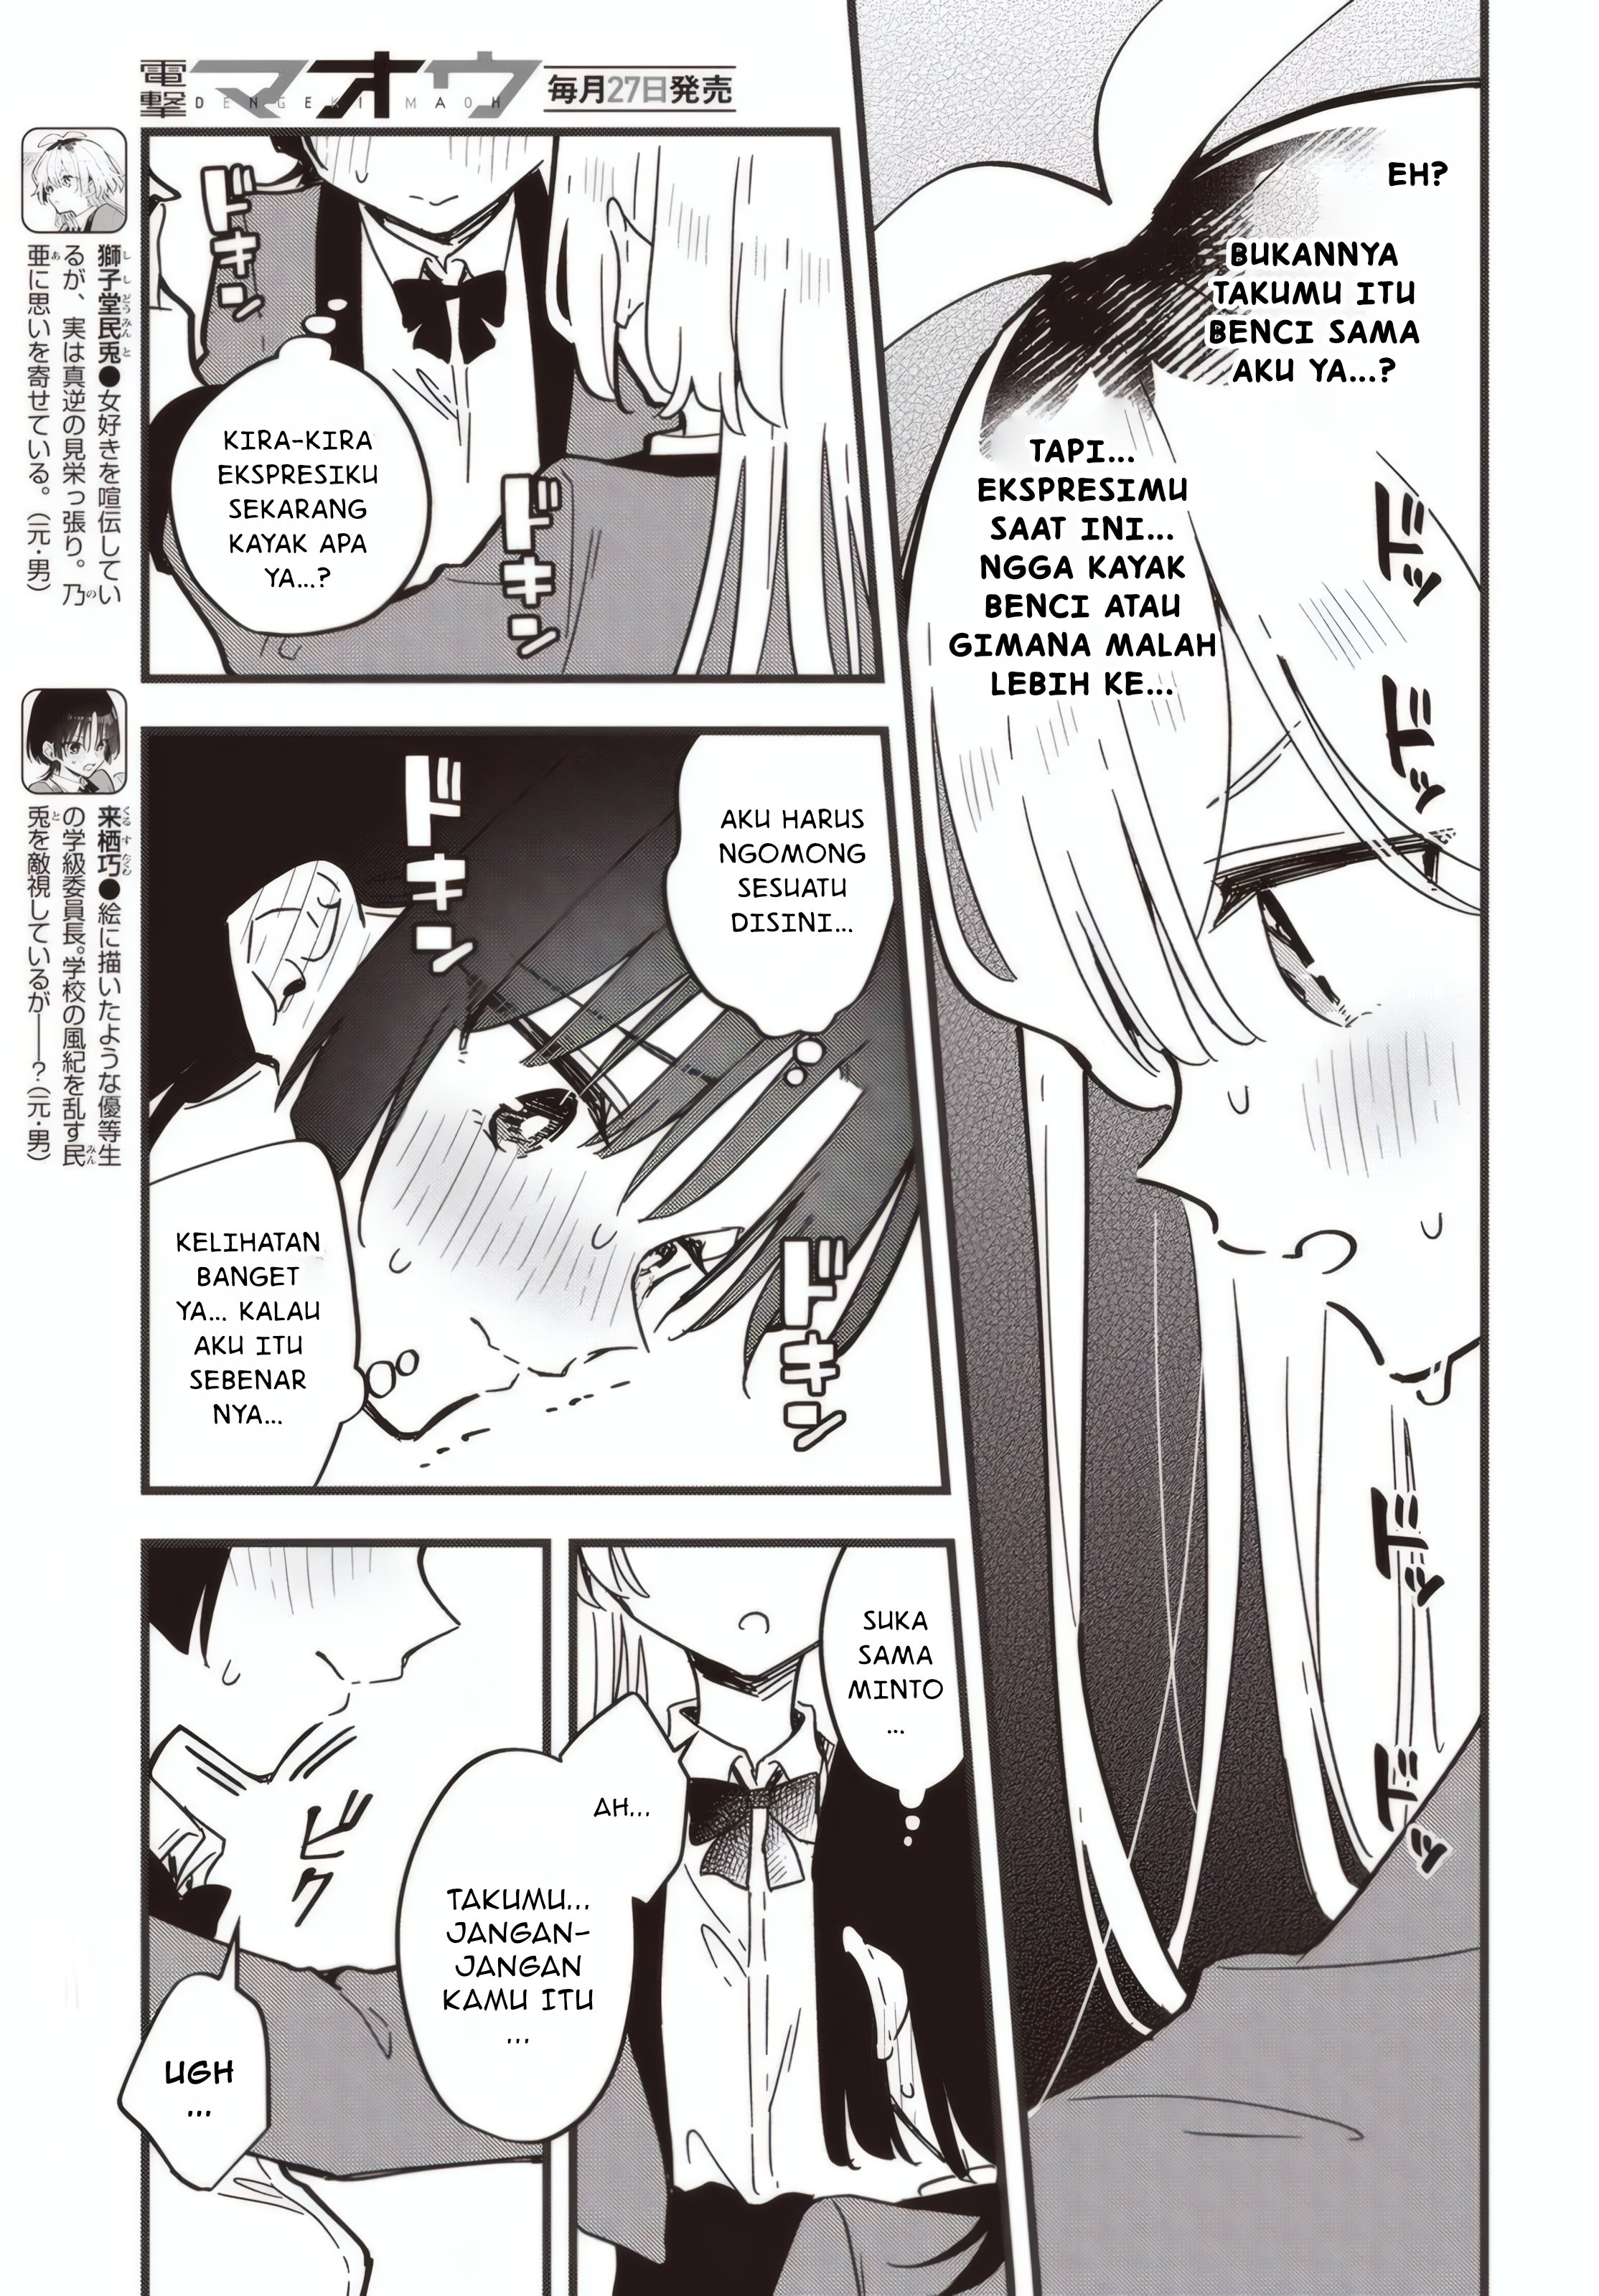 電撃マオウ
DENGEKI MAOH
毎月27日発売
EH?
BUKANNYA
TAKUMU ITU
BENCI SAMA
AKU YA...?
TAPI...
EKSPRESIMU
SAAT INI...
NGGA KAYAK
BENCI ATAU
GIMANA MALAH
LEBIH KE...
ドッ
ドッ
ドッ
ドッ
ドキン
KIRA-KIRA
EKSPRESIKU
SEKARANG
KAYAK APA
YA...?
ドキン
AKU HARUS
NGOMONG
SESUATU
DISINI...
ドキン
KELIHATAN
BANGET
YA... KALAU
AKU ITU
SEBENAR
NYA...
ドキン
SUKA
SAMA
MINTO
...
AH...
TAKUMU...
JANGAN-
JANGAN
KAMU ITU
...
ビク
UGH
...
獅子堂民兎●女好きを喧伝してい
るが、実は真逆の見栄っ張り。乃
亜に思いを寄せている。（元・男）
来栖巧●絵に描いたような優等生
の学級委員長。学校の風紀を乱す民
兎を敵視しているが――？（元・男）